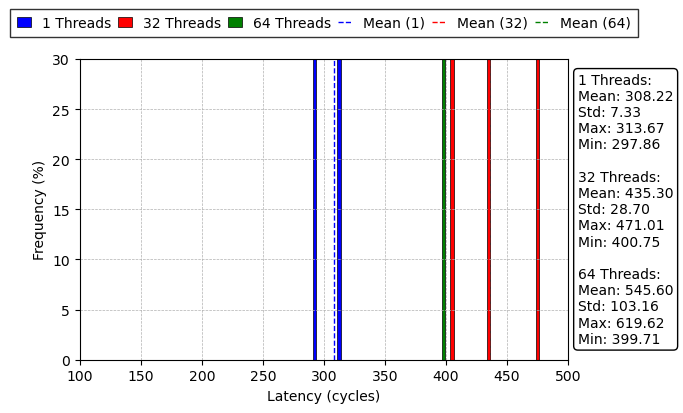 1 Threads 32 Threads 64 Threads Mean (1) Mean (32) Mean (64)
Frequency (%)
30
25
20
15
10
5
0
100 150 200 250 300 350 400 450 500
Latency (cycles)
1 Threads:
Mean: 308.22
Std: 7.33
Max: 313.67
Min: 297.86
32 Threads:
Mean: 435.30
Std: 28.70
Max: 471.01
Min: 400.75
64 Threads:
Mean: 545.60
Std: 103.16
Max: 619.62
Min: 399.71